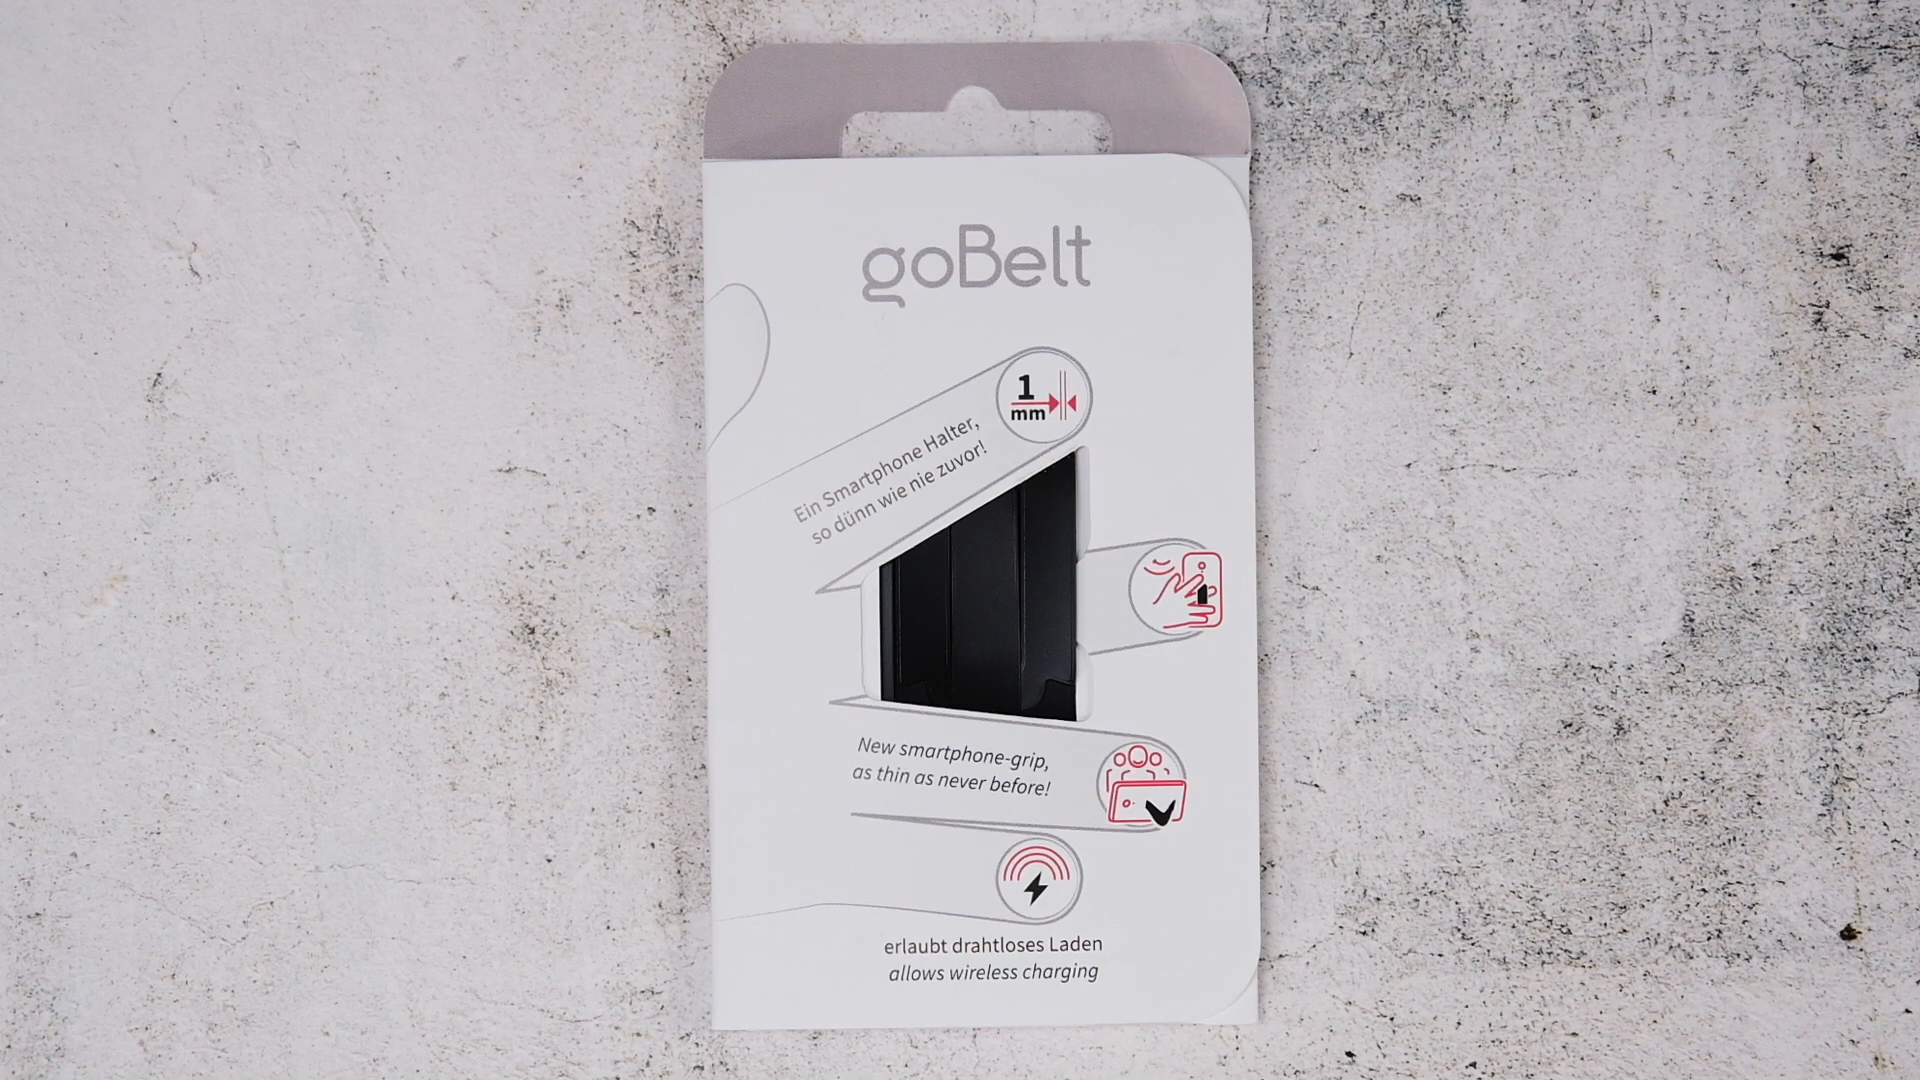 goBelt
1
mm
Ein Smartphone Halter,
so dünn wie nie zuvor!
New smartphone-grip,
as thin as never before!
erlaubt drahtloses Laden
allows wireless charging